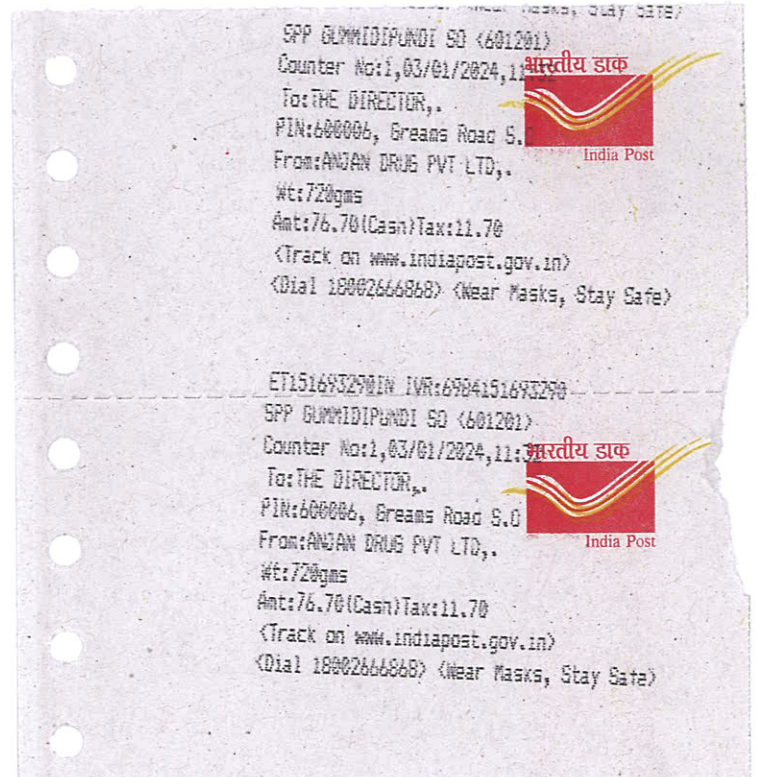 Masks, Stay Safe>
SPP GUMMIDIPUNDI SO <601201>
Counter No:1,03/01/2024,11:32
भारतीय डाक
To:THE DIRECTOR,.
PIN:600006, Greams Road S.O
India Post
From:ANJAN DRUG PVT LTD,.
Wt:720gms
Amt:76.70(Cash)Tax:11.70
<Track on www.indiapost.gov.in>
<Dial 18002666868> <Wear Masks, Stay Safe>
ET151693290IN IVR:6984151693290
SPP GUMMIDIPUNDI SO <601201>
Counter No:1,03/01/2024,11:32
भारतीय डाक
To:THE DIRECTOR,.
PIN:600006, Greams Road S.O
India Post
From:ANJAN DRUG PVT LTD,.
Wt:720gms
Amt:76.70(Cash)Tax:11.70
<Track on www.indiapost.gov.in>
<Dial 18002666868> <Wear Masks, Stay Safe>